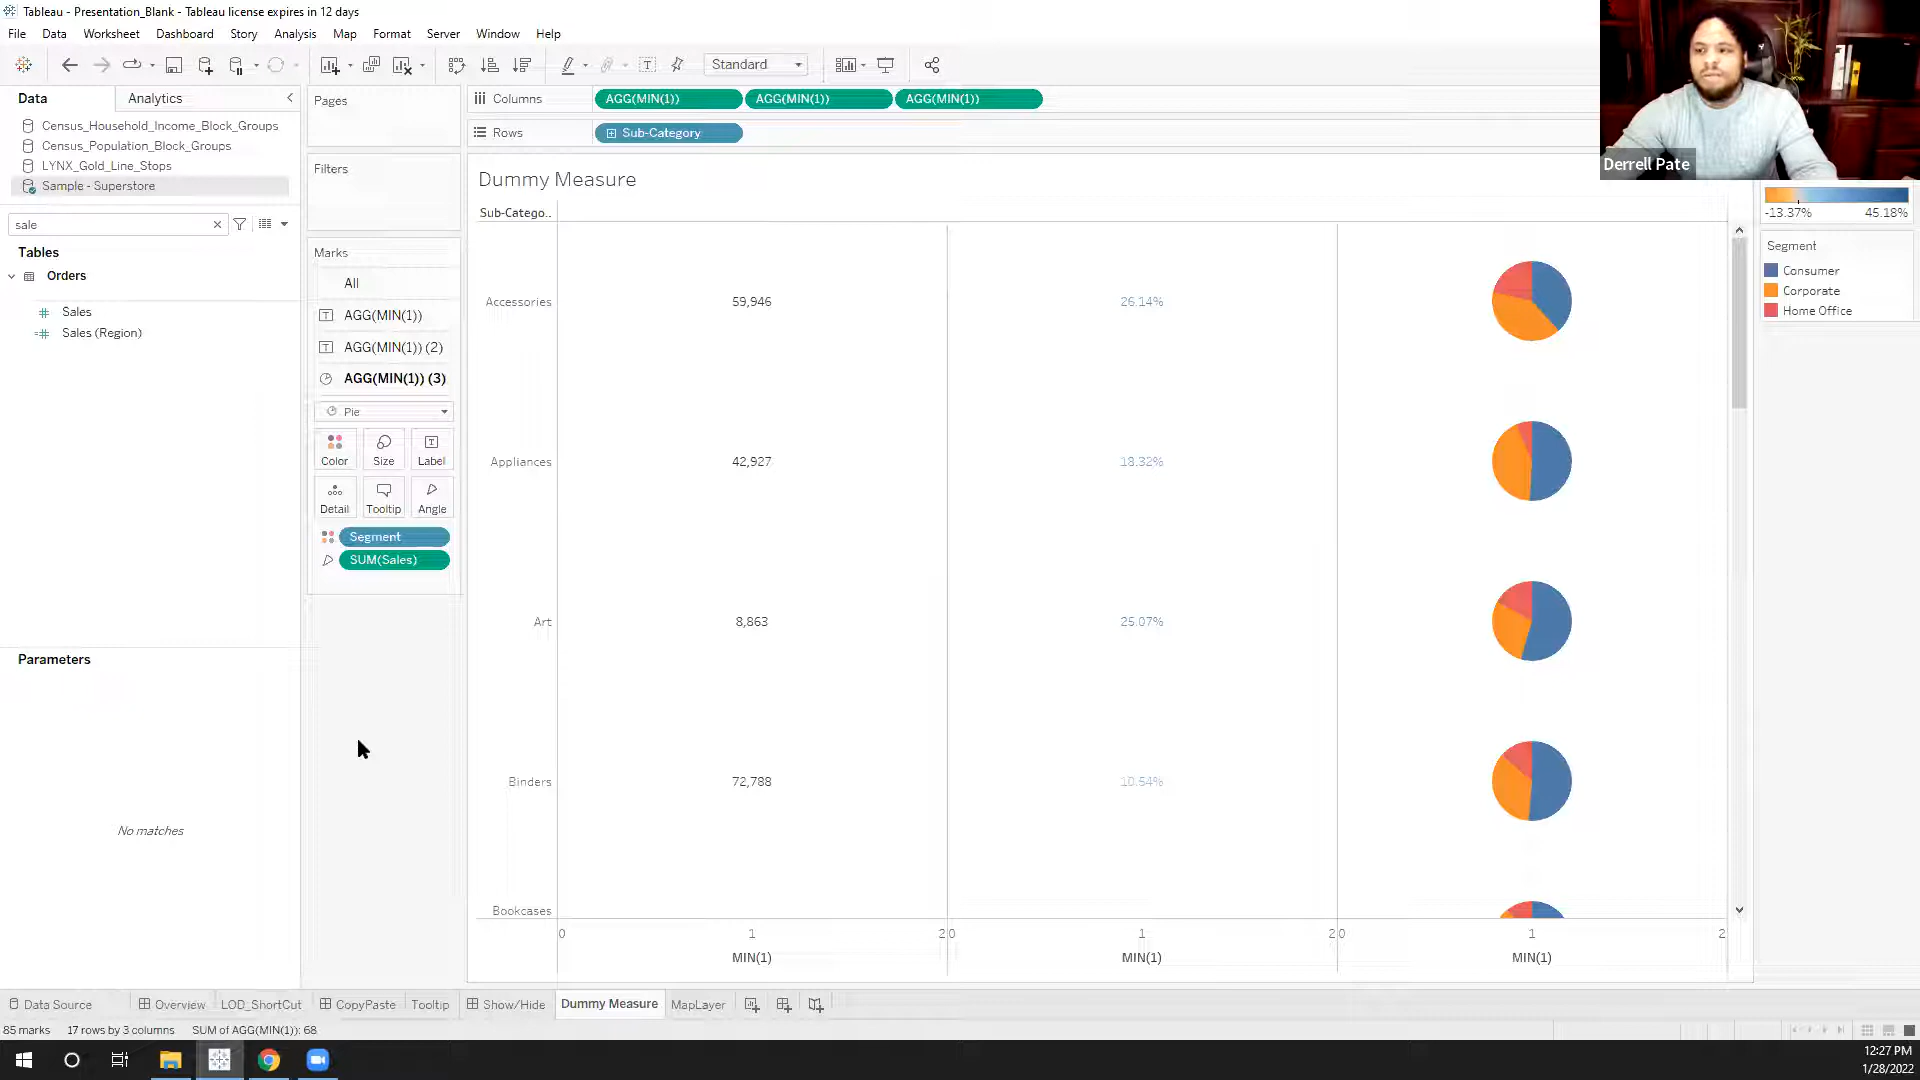 Tableau - Presentation_Blank - Tableau license expires in 12 days
File Data Worksheet Dashboard Story Analysis Map Format Server Window Help
Standard
Data Analytics
Census_Household_Income_Block_Groups
Census_Population_Block_Groups
LYNX_Gold_Line_Stops
Sample - Superstore
sale
Tables
Orders
Sales
Sales (Region)
Parameters
No matches
Pages
Filters
Marks
All
AGG(MIN(1))
AGG(MIN(1)) (2)
AGG(MIN(1)) (3)
Pie
Color Size Label
Detail Tooltip Angle
Segment
SUM(Sales)
Columns AGG(MIN(1)) AGG(MIN(1)) AGG(MIN(1))
Rows Sub-Category
Dummy Measure
Sub-Catego..
Accessories 59,946 26.14%
Appliances 42,927 18.32%
Art 8,863 25.07%
Binders 72,788 10.54%
Bookcases
0 1 2 0 1 2 0 1 2
MIN(1) MIN(1) MIN(1)
Derrell Pate
-13.37% 45.18%
Segment
Consumer
Corporate
Home Office
Data Source Overview LOD_ShortCut CopyPaste Tooltip Show/Hide Dummy Measure MapLayer
85 marks 17 rows by 3 columns SUM of AGG(MIN(1)): 68
12:27 PM
1/28/2022